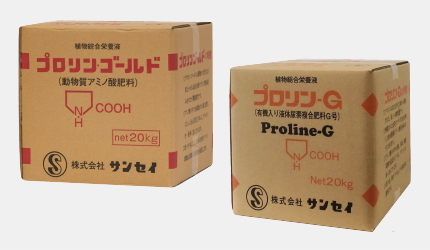 植物綜合栄養液
プロリン・ゴールド
(動物質アミノ酸肥料)
COOH
N
H
net20kg
S 株式会社 サンセイ
植物綜合栄養液
プロリン-G
(有機入り液体尿素複合肥料G号)
Proline-G
COOH
N
H
Net20kg
S 株式会社 サンセイ